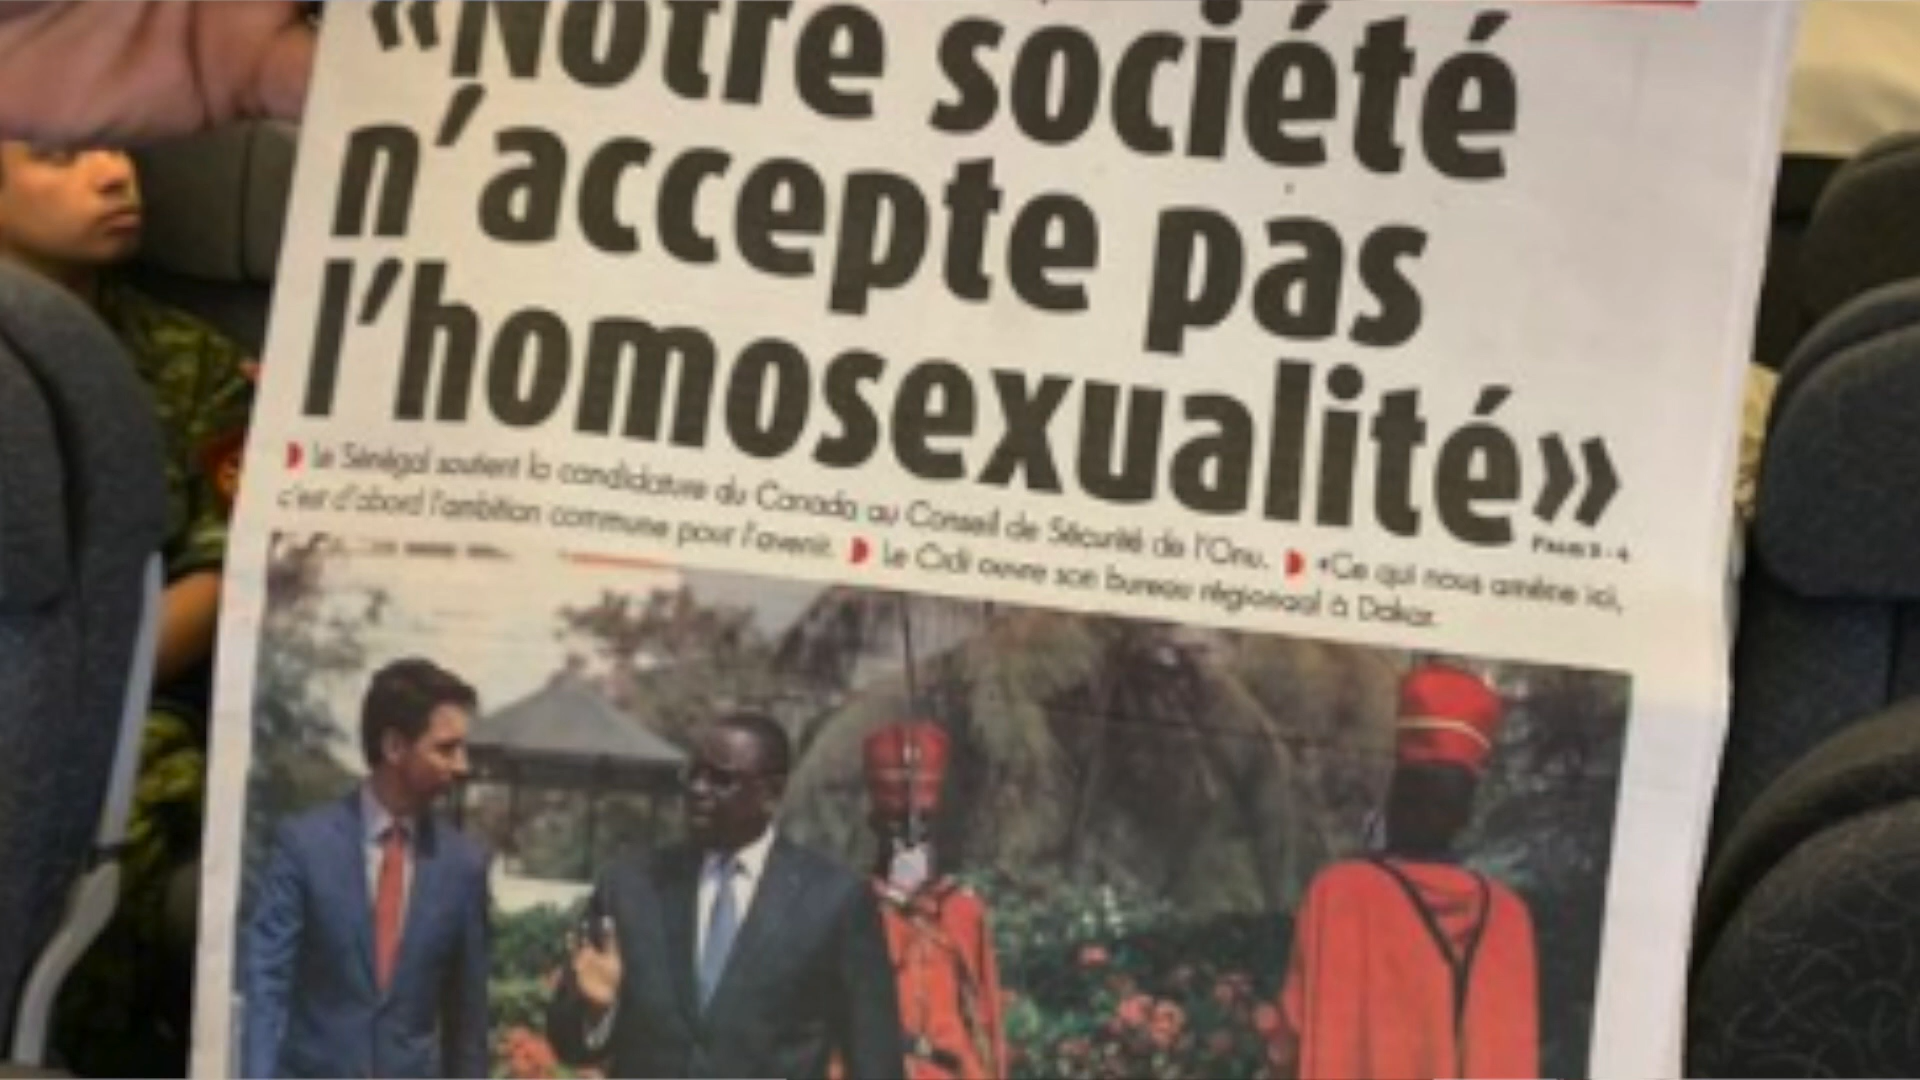 «Notre société
n'accepte pas
l'homosexualité»
Le Sénégal soutient la candidature du Canada au Conseil de Sécurité de l'Onu. «Ce qui nous amène ici,
c'est d'abord l'ambition commune pour l'avenir. Le Crdi ouvre son bureau régional à Dakar.